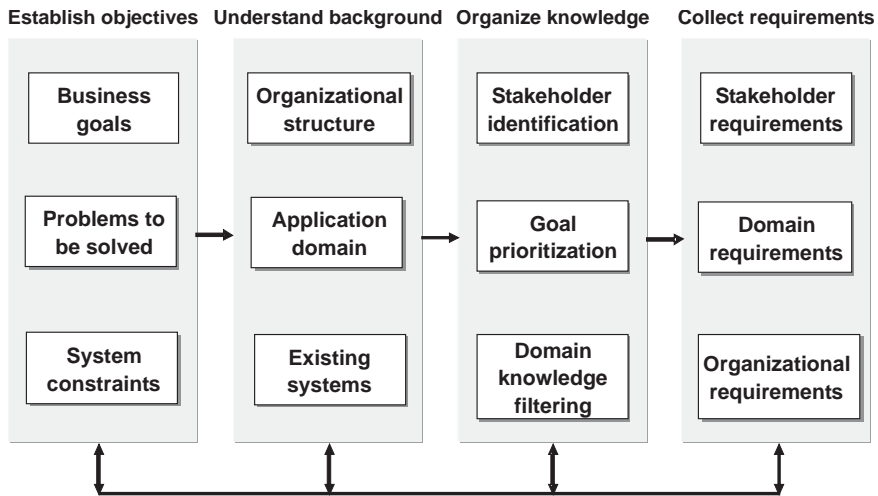 Establish objectives
Understand background
Organize knowledge
Collect requirements
Business
goals
Problems to
be solved
System
constraints
Organizational
structure
Application
domain
Existing
systems
Stakeholder
identification
Goal
prioritization
Domain
knowledge
filtering
Stakeholder
requirements
Domain
requirements
Organizational
requirements